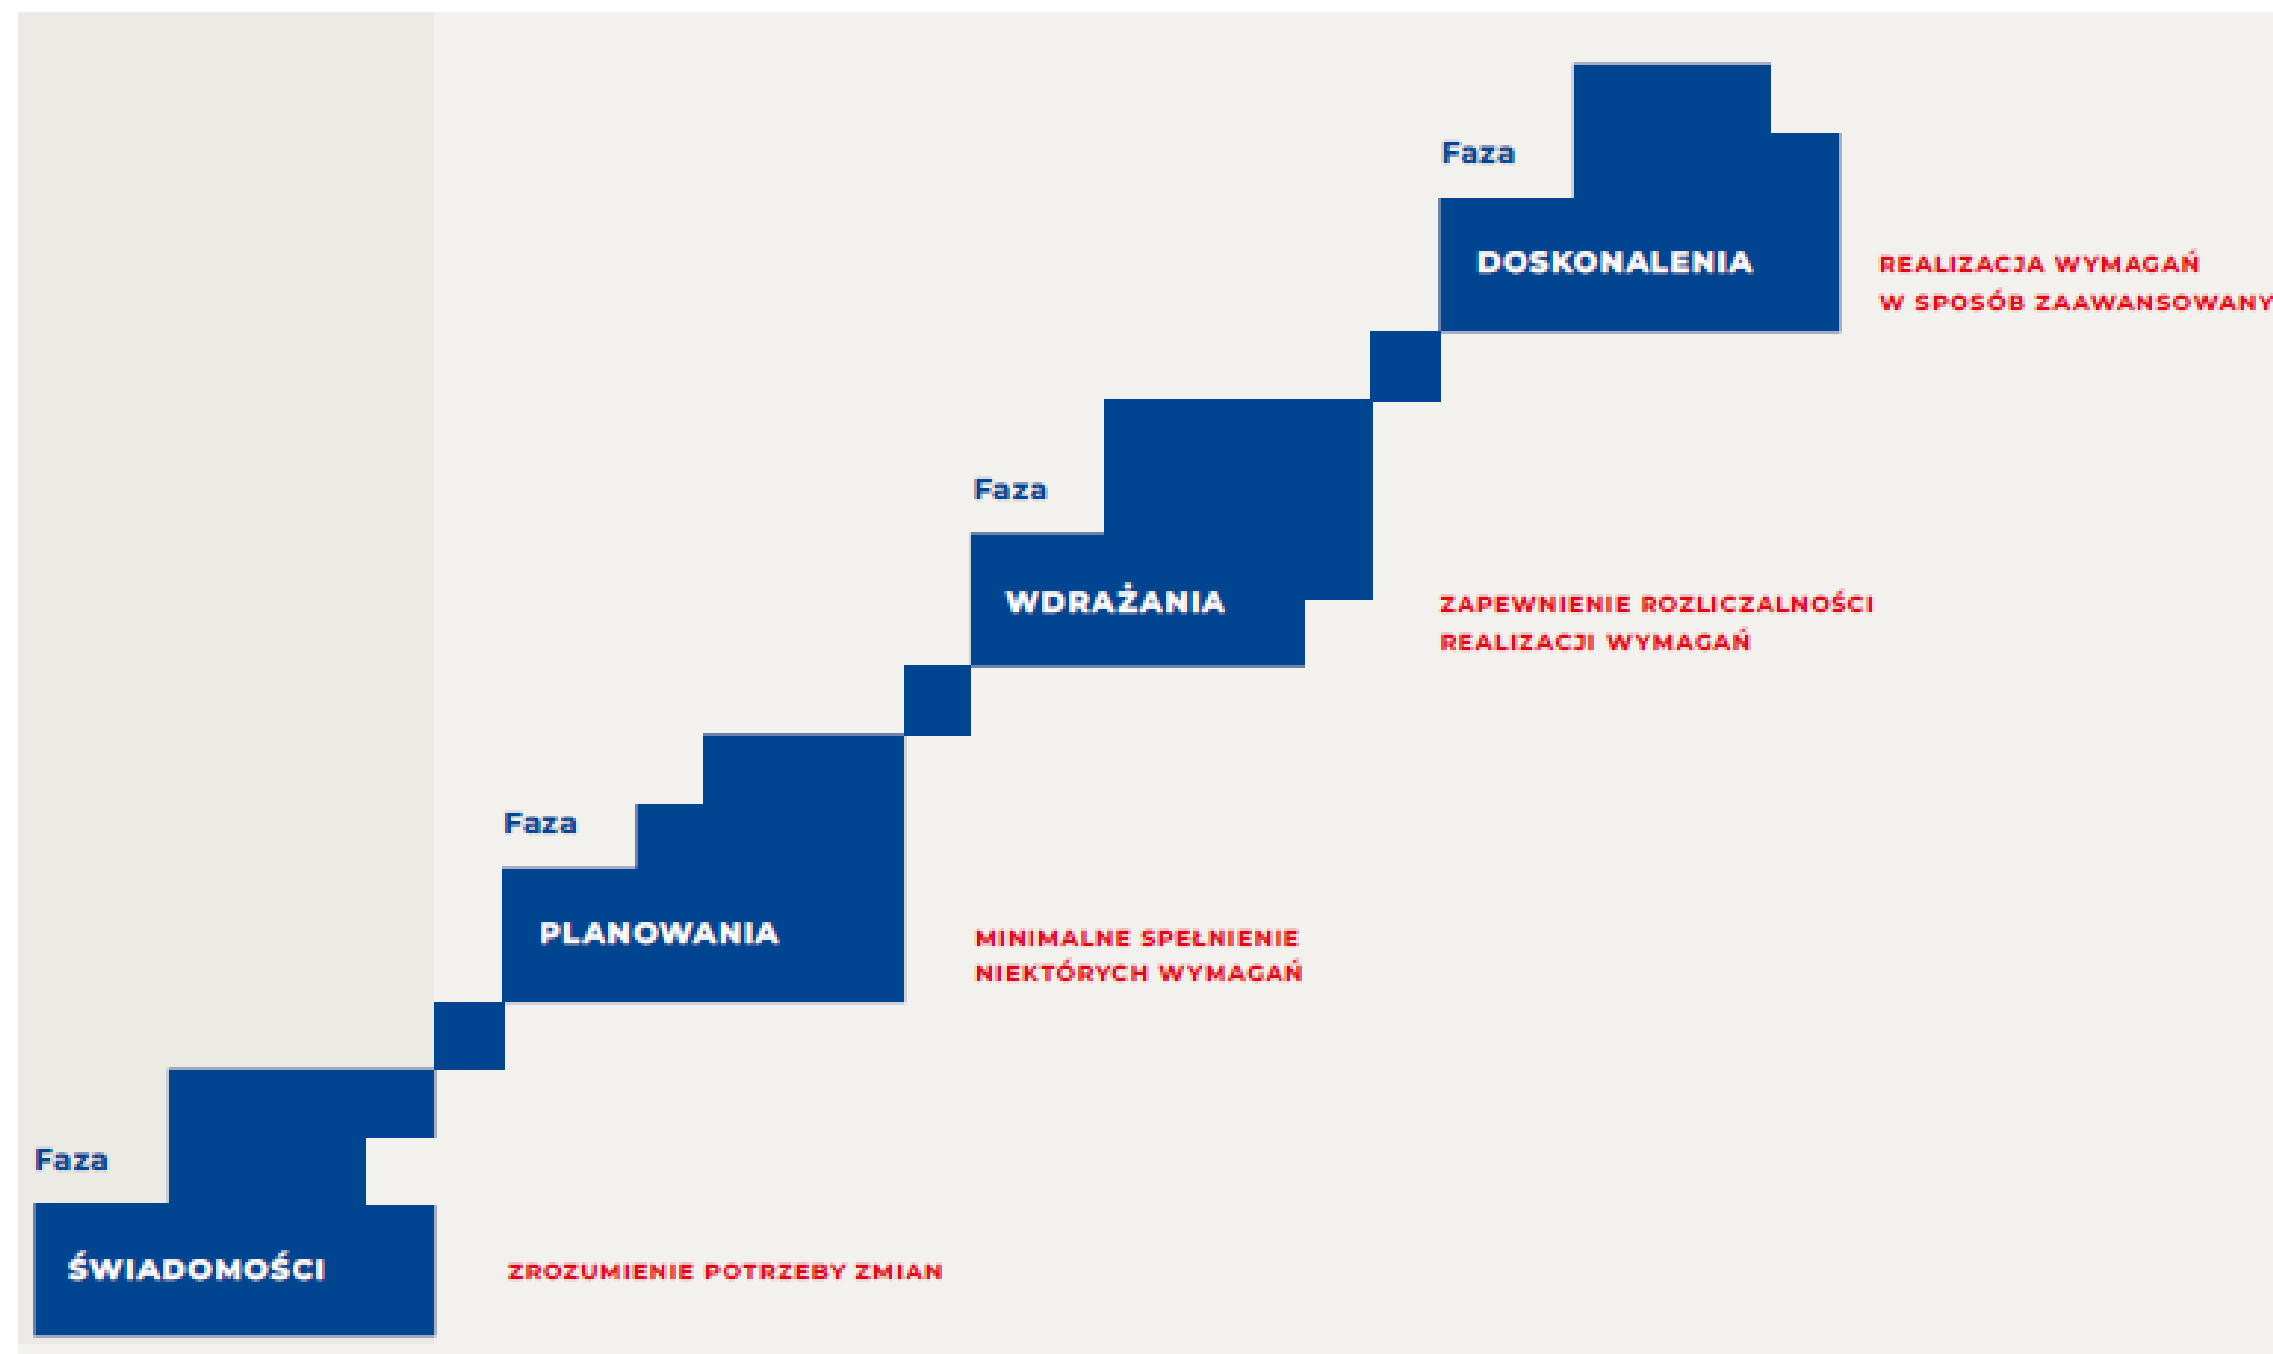 Faza
DOSKONALENIA
REALIZACJA WYMAGAŃ
W SPOSÓB ZAAWANSOWANY
Faza
WDRAŻANIA
ZAPEWNIENIE ROZLICZALNOŚCI
REALIZACJI WYMAGAŃ
Faza
PLANOWANIA
MINIMALNE SPEŁNIENIE
NIEKTÓRYCH WYMAGAŃ
Faza
ŚWIADOMOŚCI
ZROZUMIENIE POTRZEBY ZMIAN